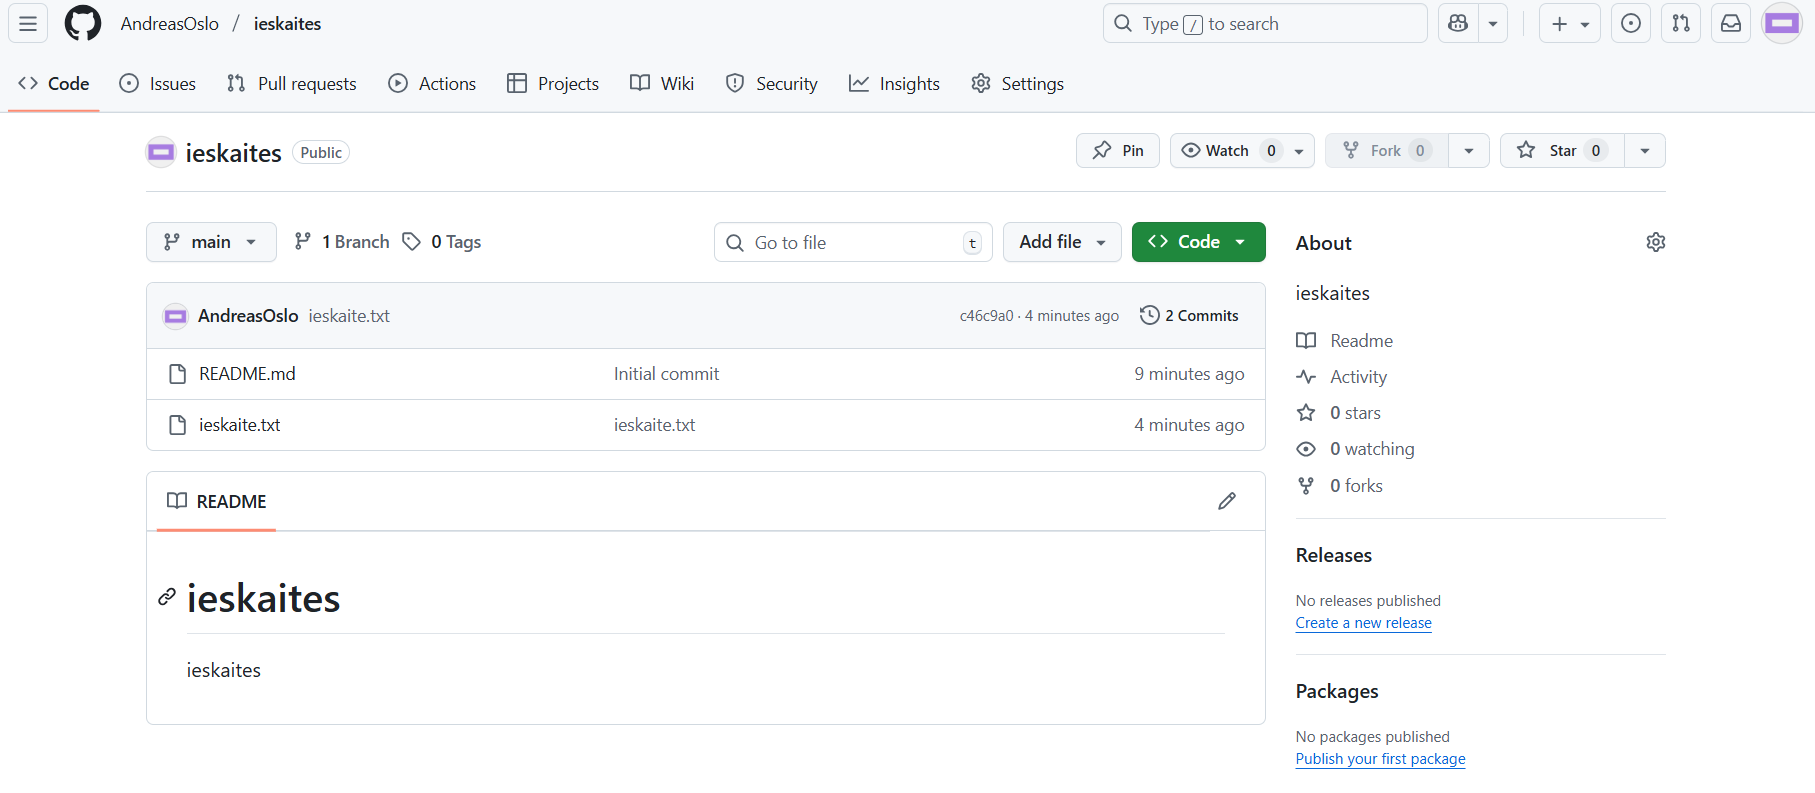 AndreasOslo / ieskaites
Type / to search
Code Issues Pull requests Actions Projects Wiki Security Insights Settings
ieskaites Public
Pin Watch 0 Fork 0 Star 0
main 1 Branch 0 Tags Go to file t Add file Code
AndreasOslo ieskaite.txt c46c9a0 · 4 minutes ago 2 Commits
README.md Initial commit 9 minutes ago
ieskaite.txt ieskaite.txt 4 minutes ago
README
ieskaites
ieskaites
About
ieskaites
Readme
Activity
0 stars
0 watching
0 forks
Releases
No releases published
Create a new release
Packages
No packages published
Publish your first package